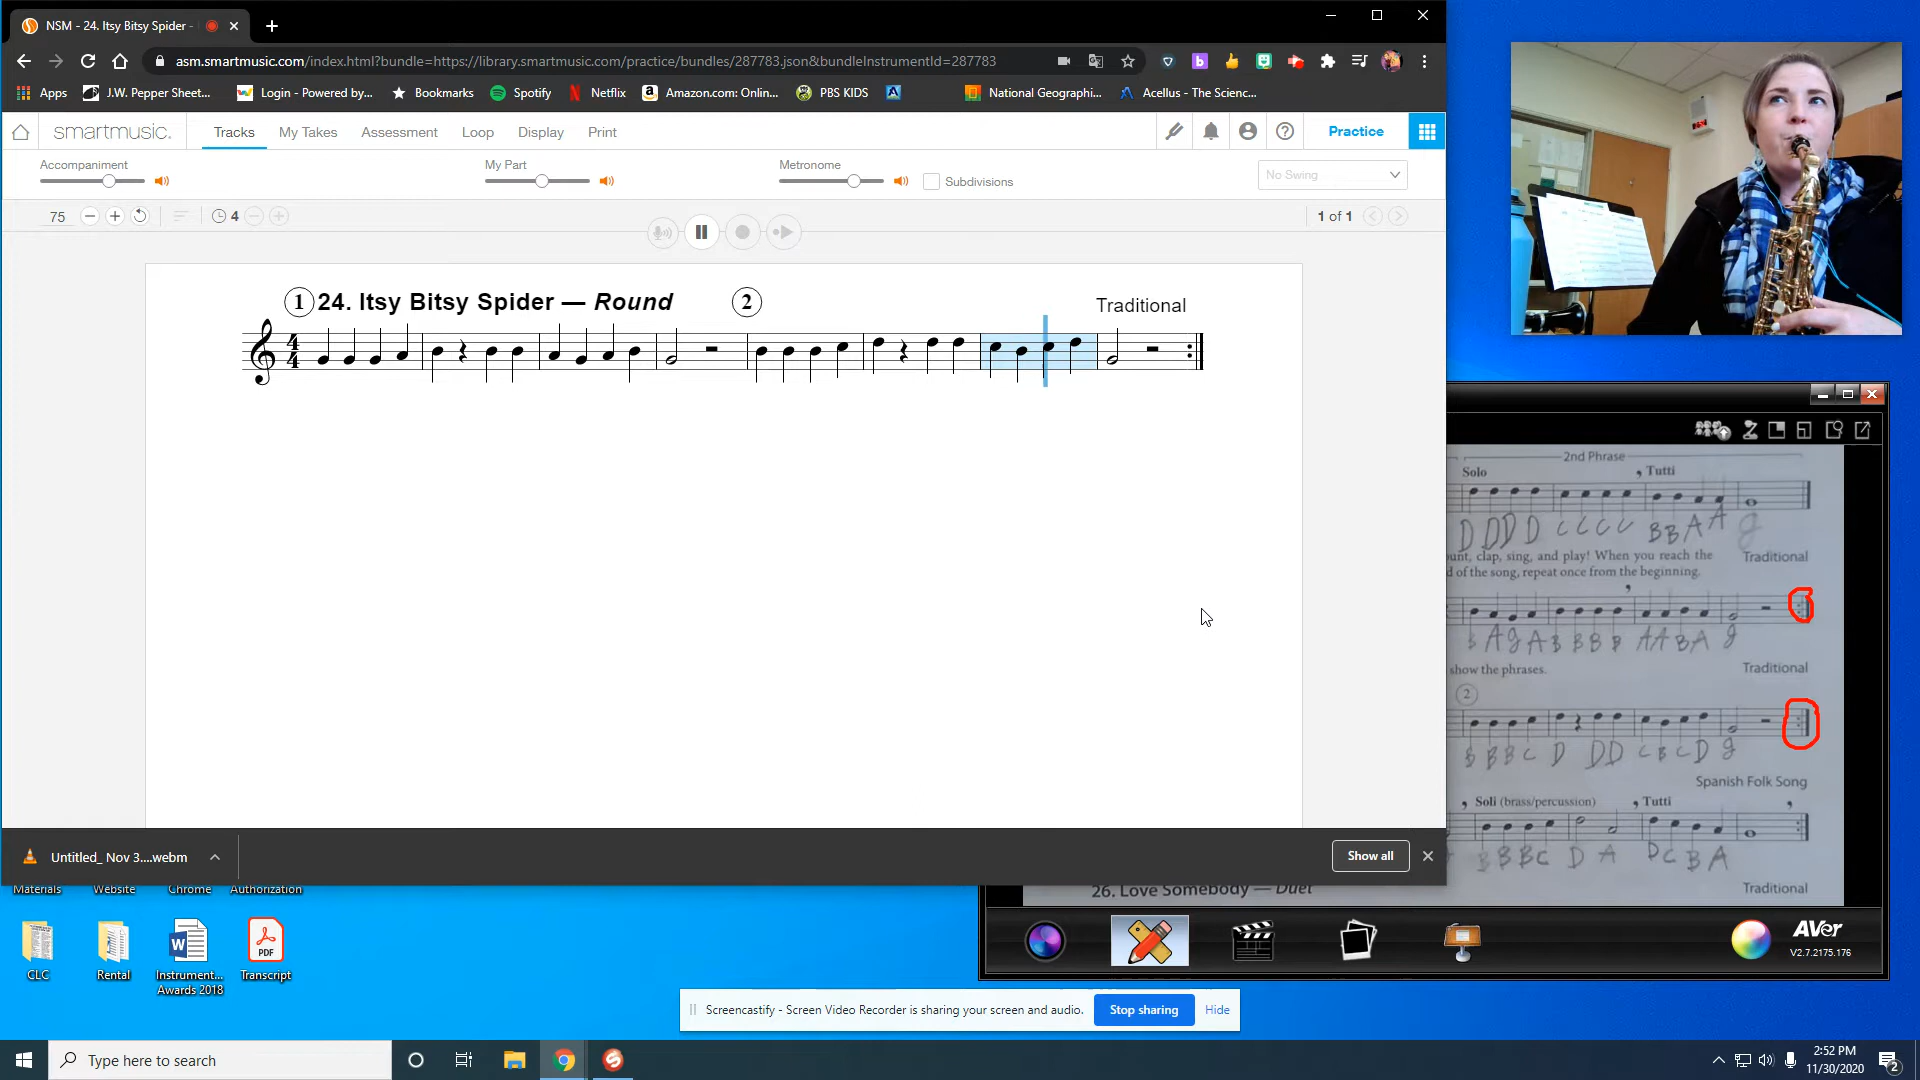 NSM - 24. Itsy Bitsy Spider -
asm.smartmusic.com/index.html?bundle=https://library.smartmusic.com/practice/bundles/287783.json&bundleInstrumentId=287783
Apps J.W. Pepper Sheet... Login - Powered by... Bookmarks Spotify Netflix Amazon.com: Onlin... PBS KIDS National Geographi... Acellus - The Scienc...
smartmusic. Tracks My Takes Assessment Loop Display Print Practice
Accompaniment My Part Metronome
Subdivisions No Swing
75 4 1 of 1
1 24. Itsy Bitsy Spider — Round 2 Traditional
4
4
2nd Phrase
Solo , Tutti
D D D D C C C C B B A A g
unt, clap, sing, and play! When you reach the Traditional
d of the song, repeat once from the beginning.
B A g A B B B B A A B A g
show the phrases. Traditional
2
B B B C D D D C B C D g
Spanish Folk Song
, Soli (brass/percussion) , Tutti ,
B B B C D A D C B A
26. Love Somebody — Duet Traditional
AVer
V2.7.2175.176
Untitled_ Nov 3....webm Show all
Materials Website Chrome Authorization
CLC Rental Instrument... Awards 2018 Transcript
PDF
Screencastify - Screen Video Recorder is sharing your screen and audio. Stop sharing Hide
Type here to search
2:52 PM
11/30/2020
2